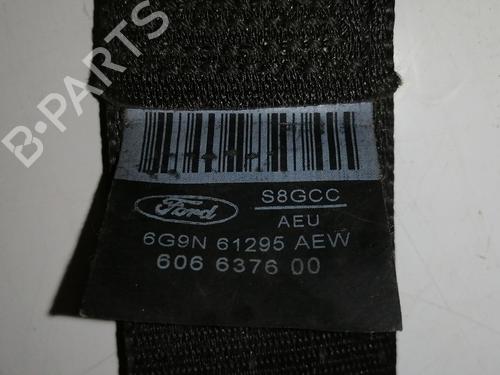 B-PARTS
Ford
S8GCC
AEU
6G9N 61295 AEW
606 6376 00